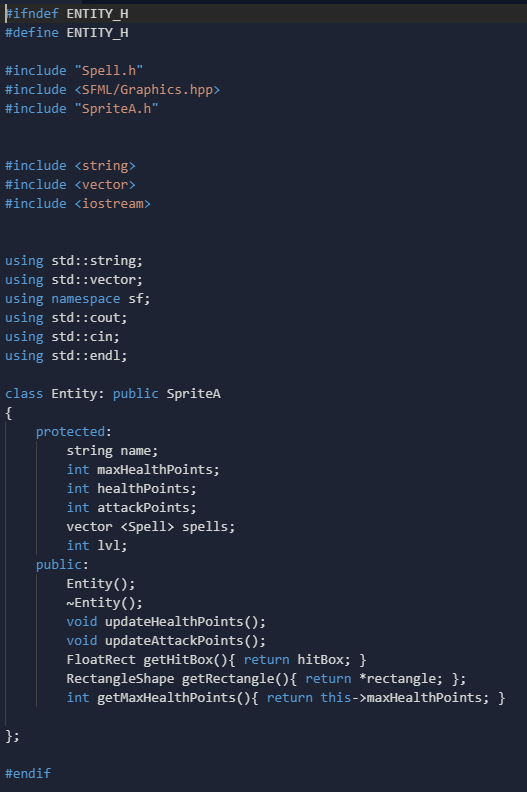 #ifndef ENTITY_H
#define ENTITY_H
#include "Spell.h"
#include <SFML/Graphics.hpp>
#include "SpriteA.h"
#include <string>
#include <vector>
#include <iostream>
using std::string;
using std::vector;
using namespace sf;
using std::cout;
using std::cin;
using std::endl;
class Entity: public SpriteA
{
    protected:
        string name;
        int maxHealthPoints;
        int healthPoints;
        int attackPoints;
        vector <Spell> spells;
        int lvl;
    public:
        Entity();
        ~Entity();
        void updateHealthPoints();
        void updateAttackPoints();
        FloatRect getHitBox(){ return hitBox; }
        RectangleShape getRectangle(){ return *rectangle; };
        int getMaxHealthPoints(){ return this->maxHealthPoints; }
};
#endif